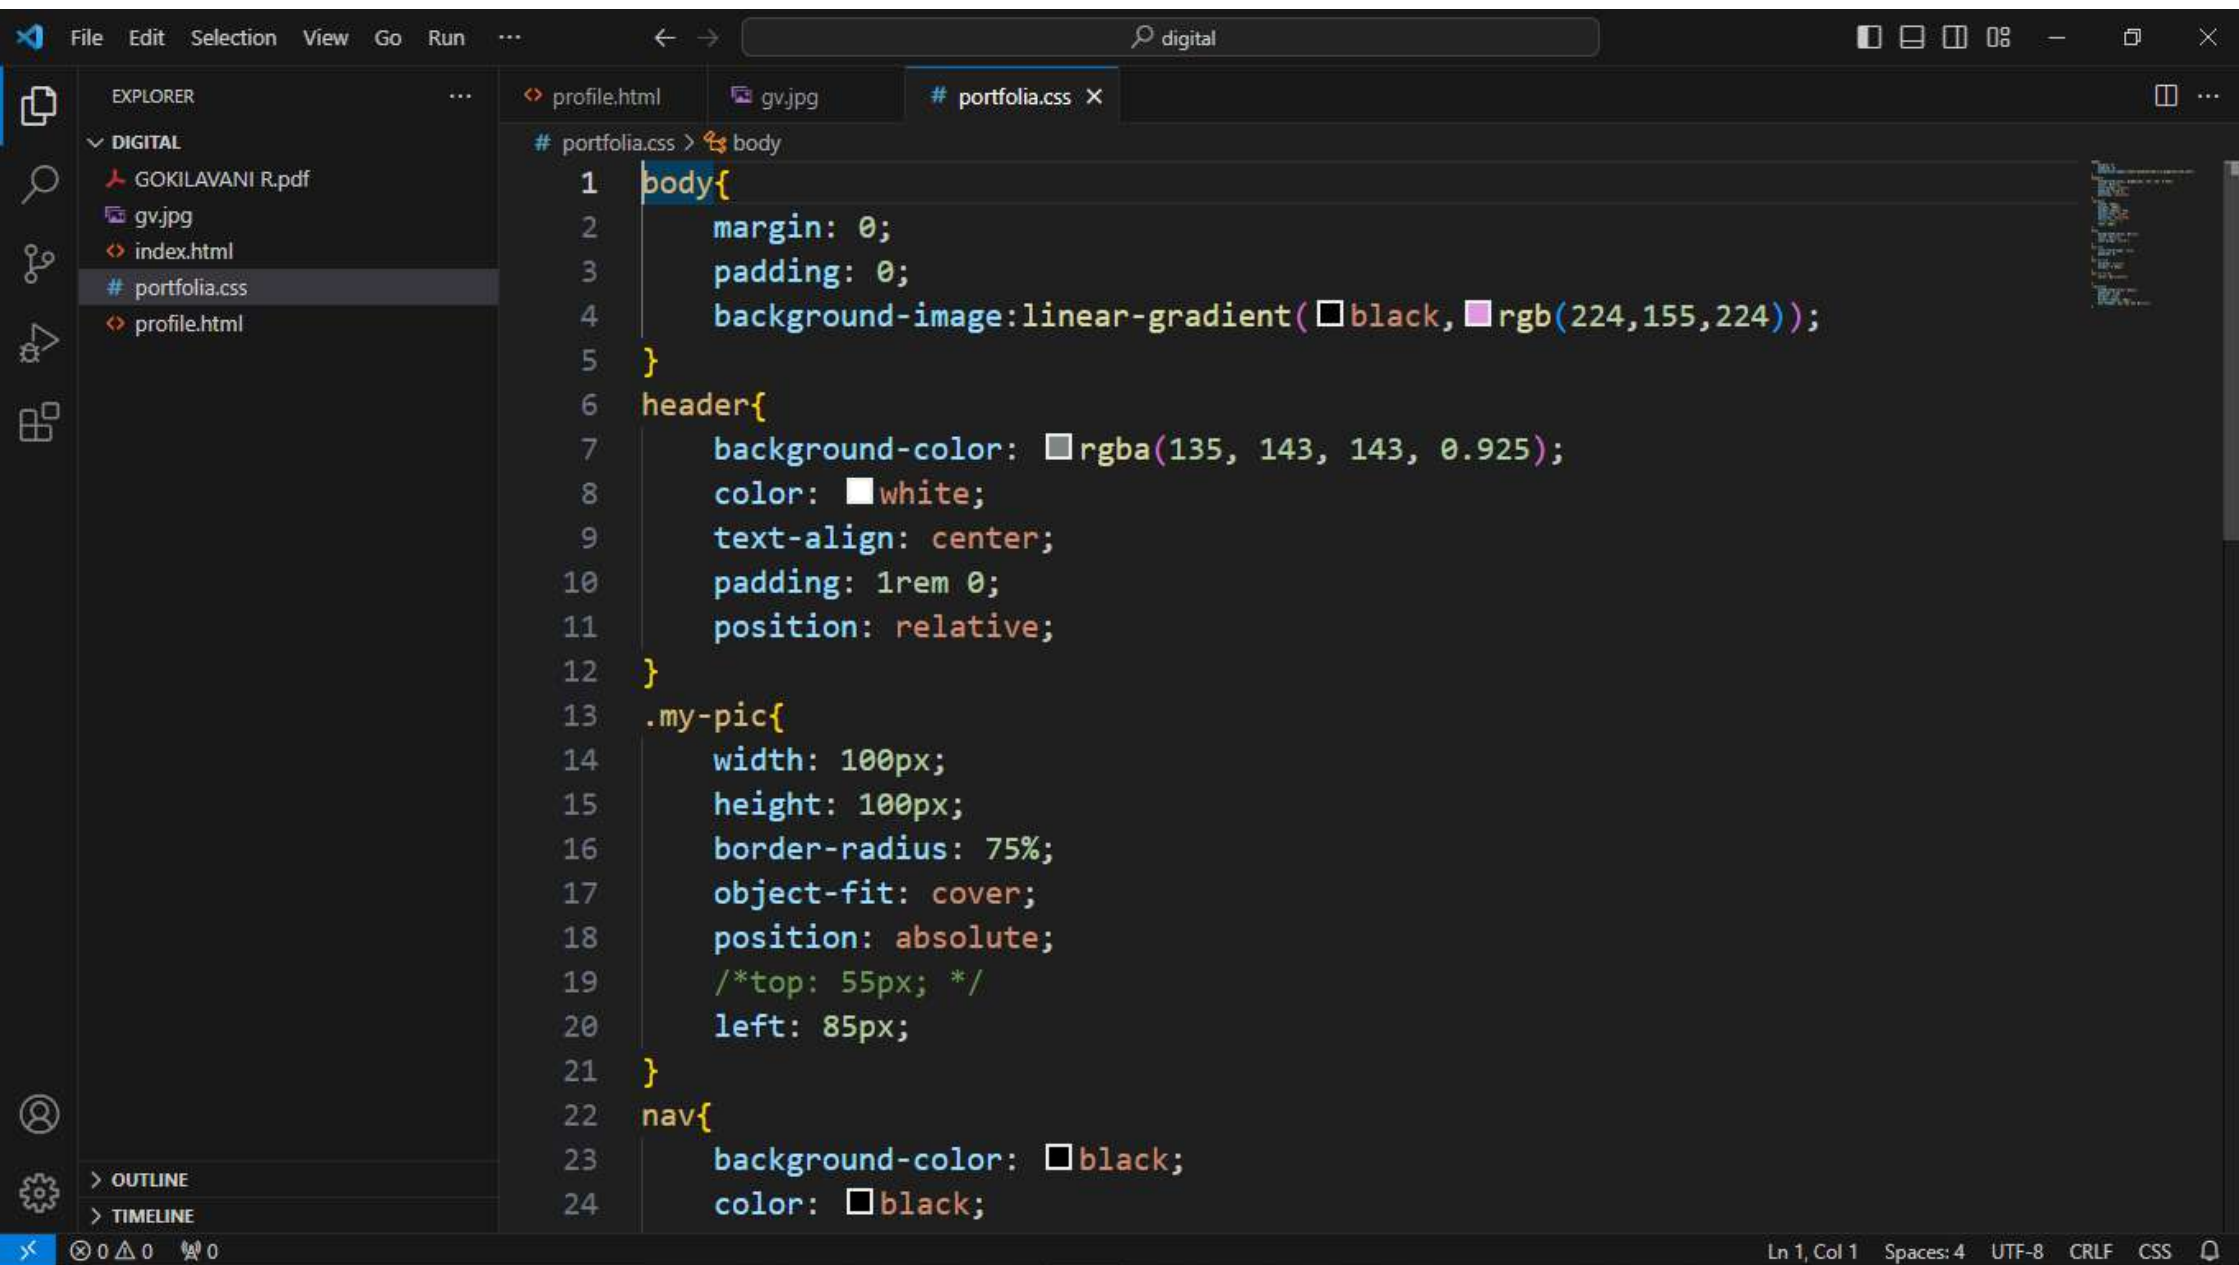 File Edit Selection View Go Run ··· digital
EXPLORER ···
DIGITAL
GOKILAVANI R.pdf
gv.jpg
index.html
# portfolia.css
profile.html
OUTLINE
TIMELINE
profile.html gv.jpg # portfolia.css
# portfolia.css > body
1 body{
2 margin: 0;
3 padding: 0;
4 background-image:linear-gradient(black,rgb(224,155,224));
5 }
6 header{
7 background-color: rgba(135, 143, 143, 0.925);
8 color: white;
9 text-align: center;
10 padding: 1rem 0;
11 position: relative;
12 }
13 .my-pic{
14 width: 100px;
15 height: 100px;
16 border-radius: 75%;
17 object-fit: cover;
18 position: absolute;
19 /*top: 55px; */
20 left: 85px;
21 }
22 nav{
23 background-color: black;
24 color: black;
0 0 0 Ln 1, Col 1 Spaces: 4 UTF-8 CRLF CSS